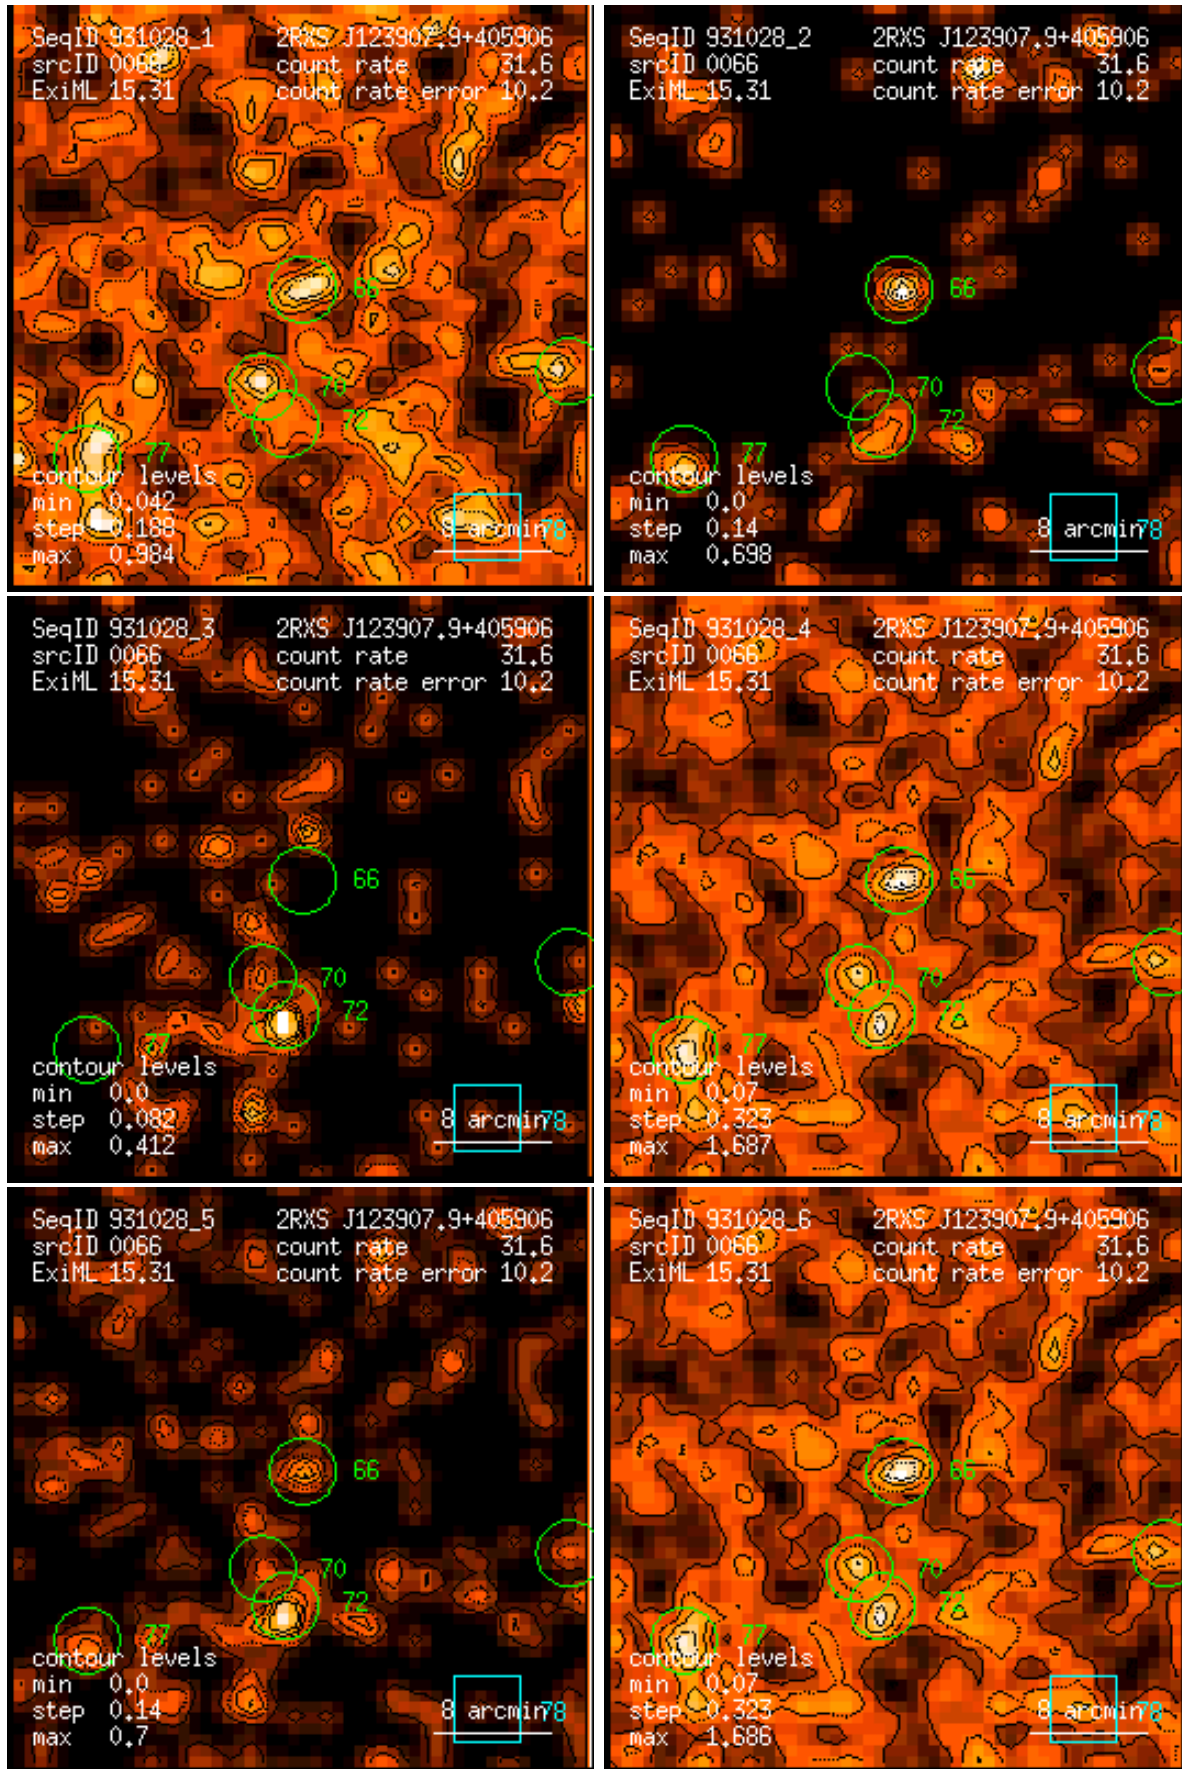 SeqID 931028_1 2RXS J123907.9+405906
srcID 0066 count rate 31.6
ExiML 15.31 count rate error 10.2
66
70
72
77
contour levels
min 0.042
step 0.188
max 0.984
8 arcmin 78
SeqID 931028_2 2RXS J123907.9+405906
srcID 0066 count rate 31.6
ExiML 15.31 count rate error 10.2
66
70
72
77
contour levels
min 0.0
step 0.14
max 0.698
8 arcmin 78
SeqID 931028_3 2RXS J123907.9+405906
srcID 0066 count rate 31.6
ExiML 15.31 count rate error 10.2
66
70
72
77
contour levels
min 0.0
step 0.082
max 0.412
8 arcmin 78
SeqID 931028_4 2RXS J123907.9+405906
srcID 0066 count rate 31.6
ExiML 15.31 count rate error 10.2
66
70
72
77
contour levels
min 0.07
step 0.323
max 1.687
8 arcmin 78
SeqID 931028_5 2RXS J123907.9+405906
srcID 0066 count rate 31.6
ExiML 15.31 count rate error 10.2
66
70
72
77
contour levels
min 0.0
step 0.14
max 0.7
8 arcmin 78
SeqID 931028_6 2RXS J123907.9+405906
srcID 0066 count rate 31.6
ExiML 15.31 count rate error 10.2
66
70
72
77
contour levels
min 0.07
step 0.323
max 1.686
8 arcmin 78